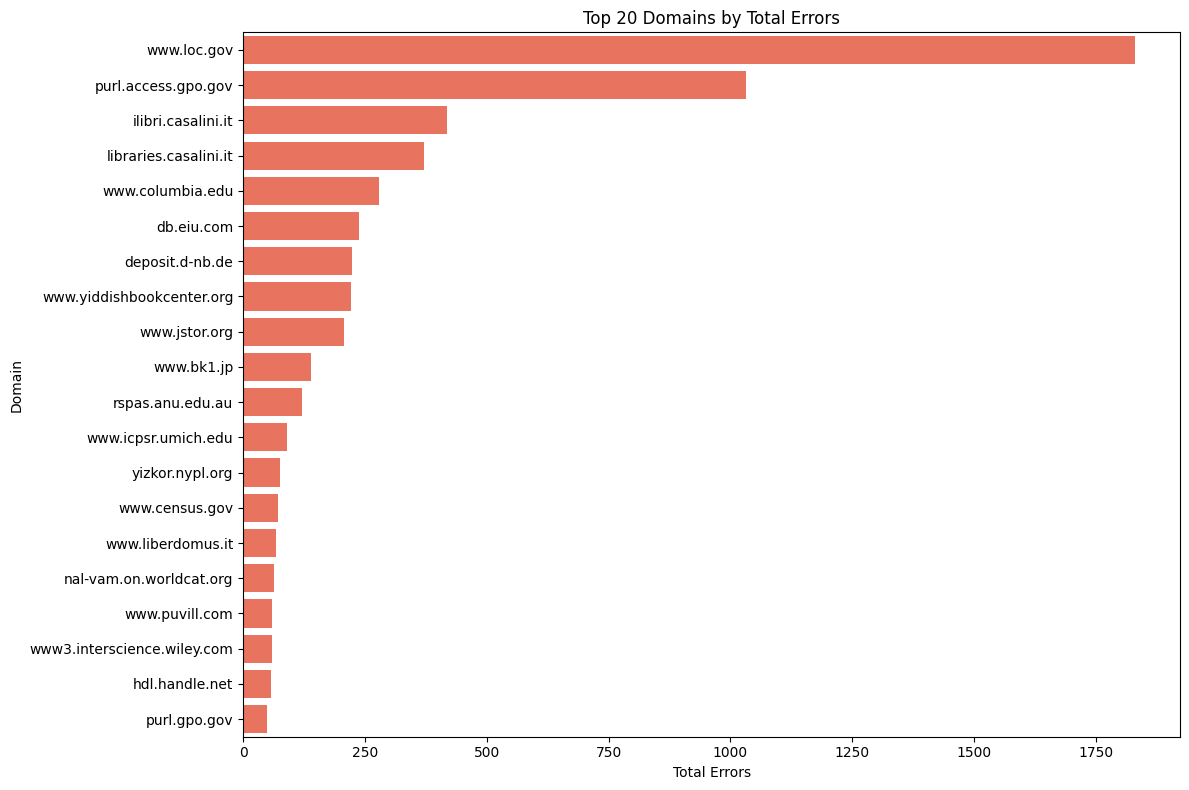 Top 20 Domains by Total Errors
www.loc.gov
purl.access.gpo.gov
ilibri.casalini.it
libraries.casalini.it
www.columbia.edu
db.eiu.com
deposit.d-nb.de
www.yiddishbookcenter.org
www.jstor.org
www.bk1.jp
rspas.anu.edu.au
www.icpsr.umich.edu
yizkor.nypl.org
www.census.gov
www.liberdomus.it
nal-vam.on.worldcat.org
www.puvill.com
www3.interscience.wiley.com
hdl.handle.net
purl.gpo.gov
Domain
0 250 500 750 1000 1250 1500 1750
Total Errors